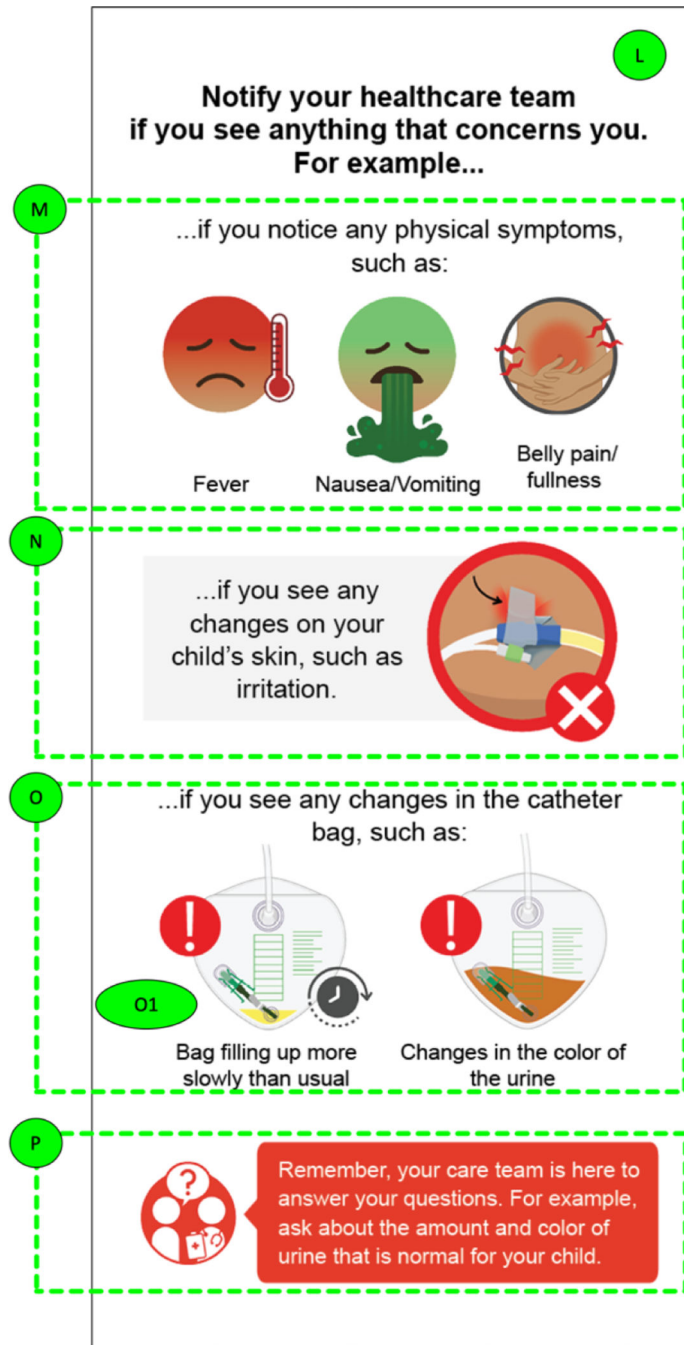 L
Notify your healthcare team
if you see anything that concerns you.
For example...
M
...if you notice any physical symptoms,
such as:
Fever
Nausea/Vomiting
Belly pain/
fullness
N
...if you see any
changes on your
child's skin, such as
irritation.
O
...if you see any changes in the catheter
bag, such as:
O1
Bag filling up more
slowly than usual
Changes in the color of
the urine
P
?
Remember, your care team is here to
answer your questions. For example,
ask about the amount and color of
urine that is normal for your child.